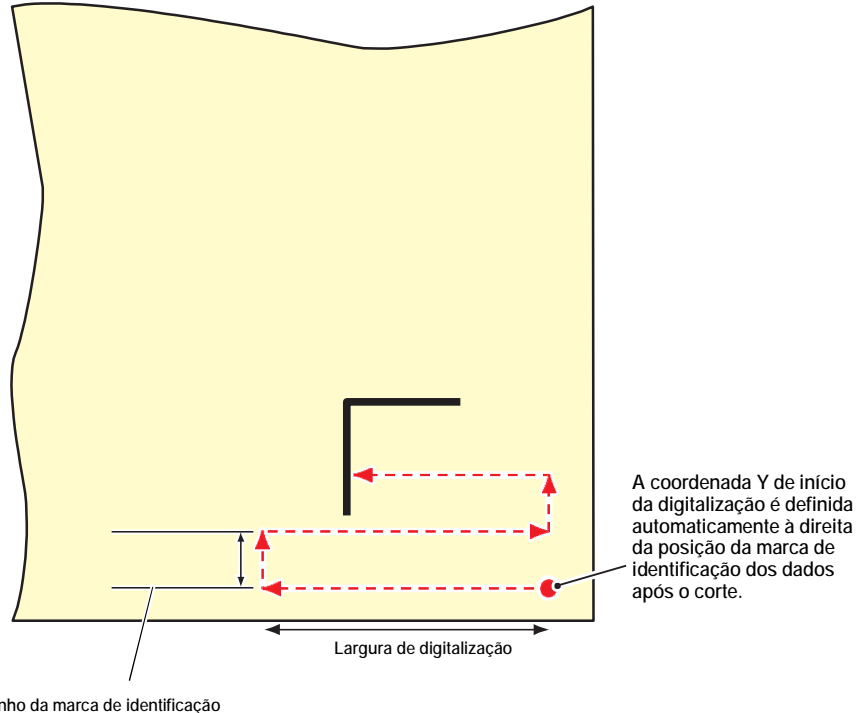 A coordenada Y de início
da digitalização é definida
automaticamente à direita
da posição da marca de
identificação dos dados
após o corte.
Largura de digitalização
nho da marca de identificação